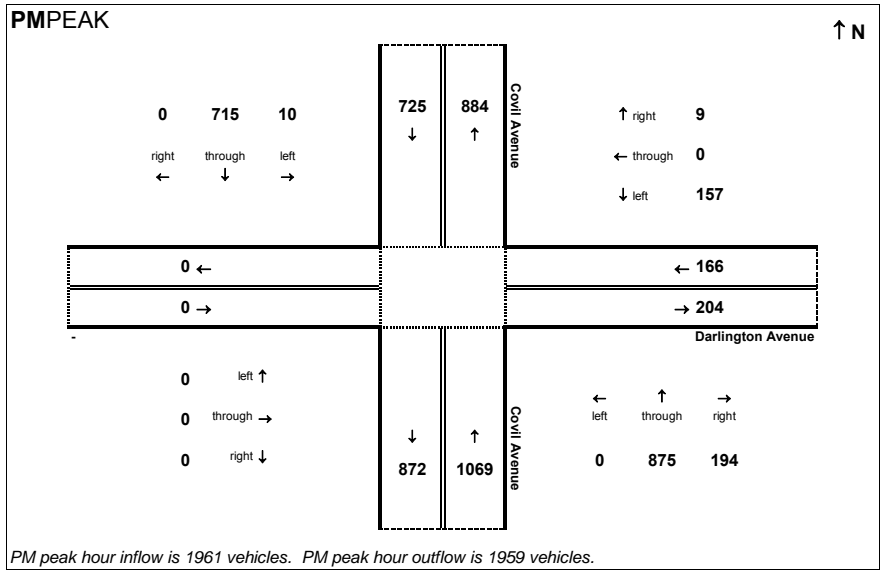 PMPEAK
↑ N
0 715 10
right through left
← ↓ →
725 884
↓ ↑
Covil Avenue
↑ right 9
← through 0
↓ left 157
0 ←
← 166
0 →
→ 204
-
Darlington Avenue
0 left ↑
0 through →
0 right ↓
↓ ↑
872 1069
Covil Avenue
← ↑ →
left through right
0 875 194
PM peak hour inflow is 1961 vehicles. PM peak hour outflow is 1959 vehicles.